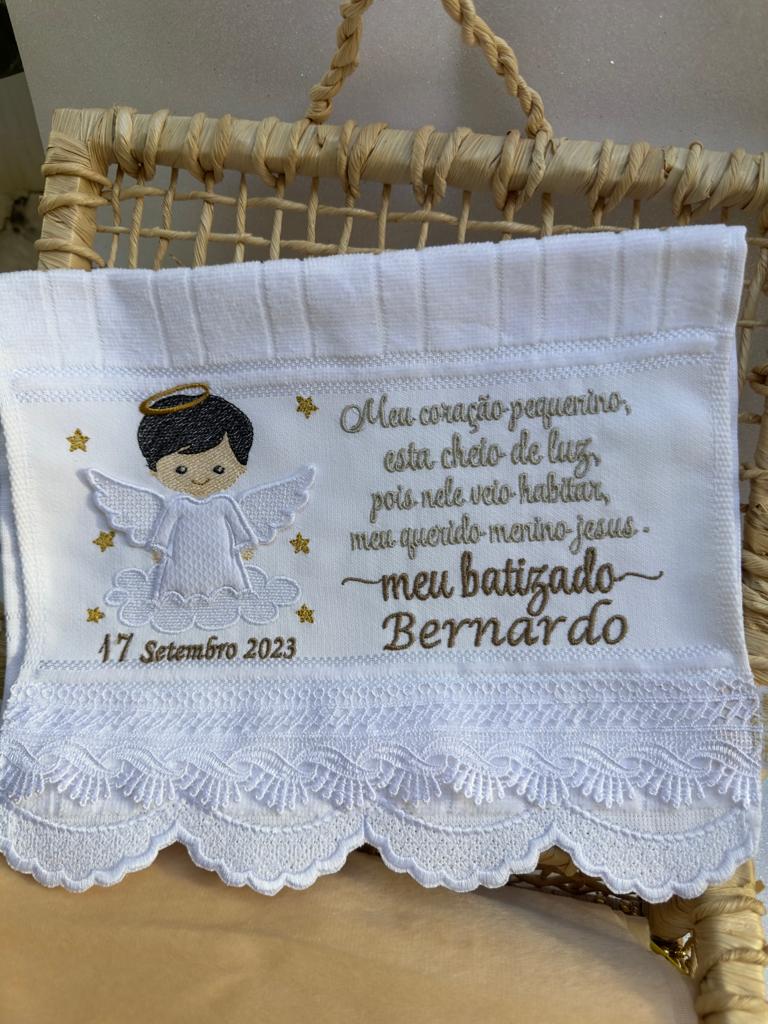 Meu coração pequenino,
esta cheio de luz,
pois nele veio habitar,
meu querido menino jesus.
meu batizado
Bernardo
17 Setembro 2023